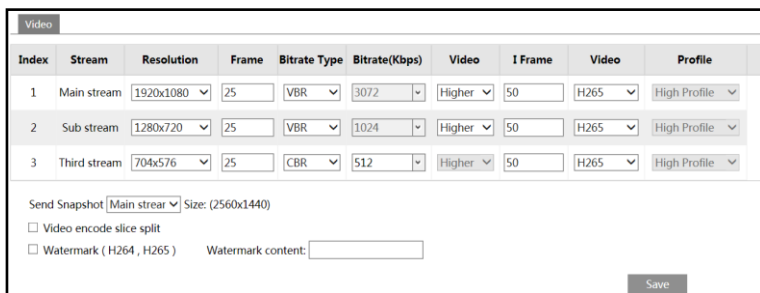 Video
Index Stream Resolution Frame Bitrate Type Bitrate(Kbps) Video I Frame Video Profile
1 Main stream 1920x1080 25 VBR 3072 Higher 50 H265 High Profile
2 Sub stream 1280x720 25 VBR 1024 Higher 50 H265 High Profile
3 Third stream 704x576 25 CBR 512 Higher 50 H265 High Profile
Send Snapshot Main strear Size: (2560x1440)
Video encode slice split
Watermark ( H264 , H265 ) Watermark content:
Save